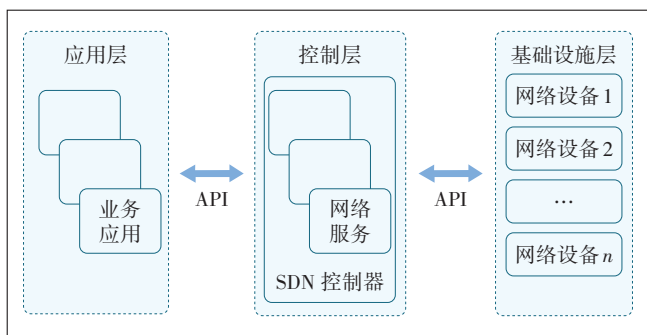 应用层
业务
应用
API
控制层
网络
服务
SDN 控制器
API
基础设施层
网络设备 1
网络设备 2
…
网络设备 n